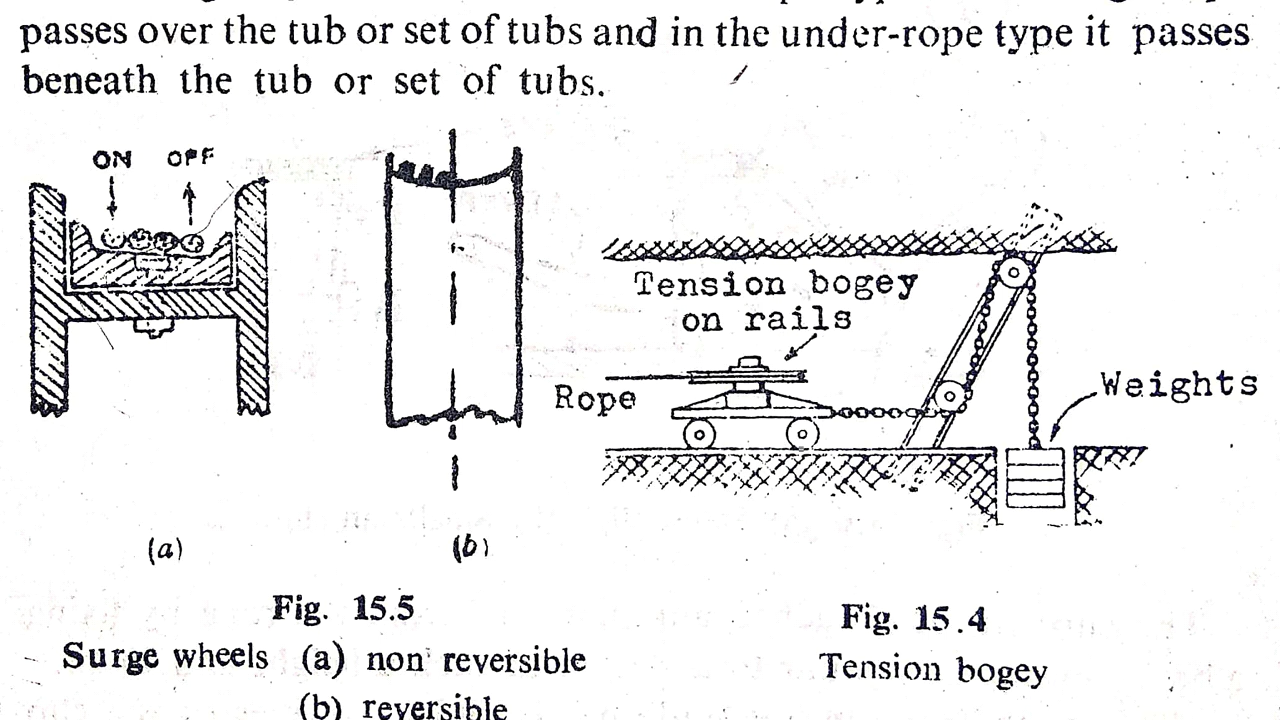 passes over the tub or set of tubs and in the under-rope type it passes
beneath the tub or set of tubs.
ON OFF
Tension bogey
on rails
Rope
Weights
(a)
(b)
Fig. 15.5
Surge wheels (a) non reversible
(b) reversible
Fig. 15.4
Tension bogey